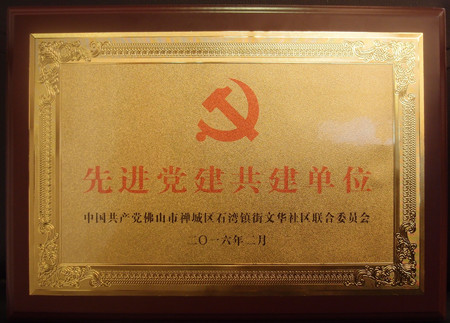 先进党建共建单位
中国共产党佛山市禅城区石湾镇街文华社区联合委员会
二〇一六年二月